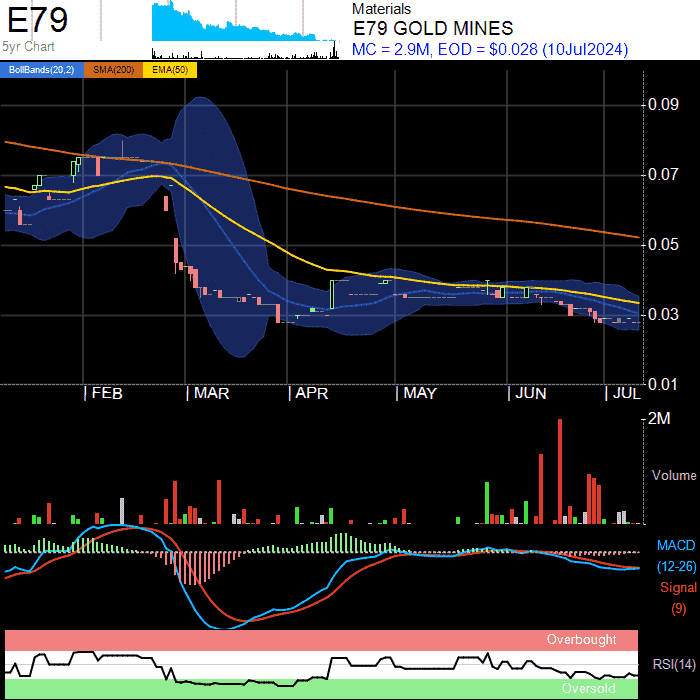 E79
5yr Chart
Materials
E79 GOLD MINES
MC = 2.9M, EOD = $0.028 (10Jul2024)
BollBands(20,2) SMA(200) EMA(50)
0.09
0.07
0.05
0.03
0.01
FEB MAR APR MAY JUN JUL
2M
Volume
MACD
(12-26)
Signal
(9)
Overbought
RSI(14)
Oversold